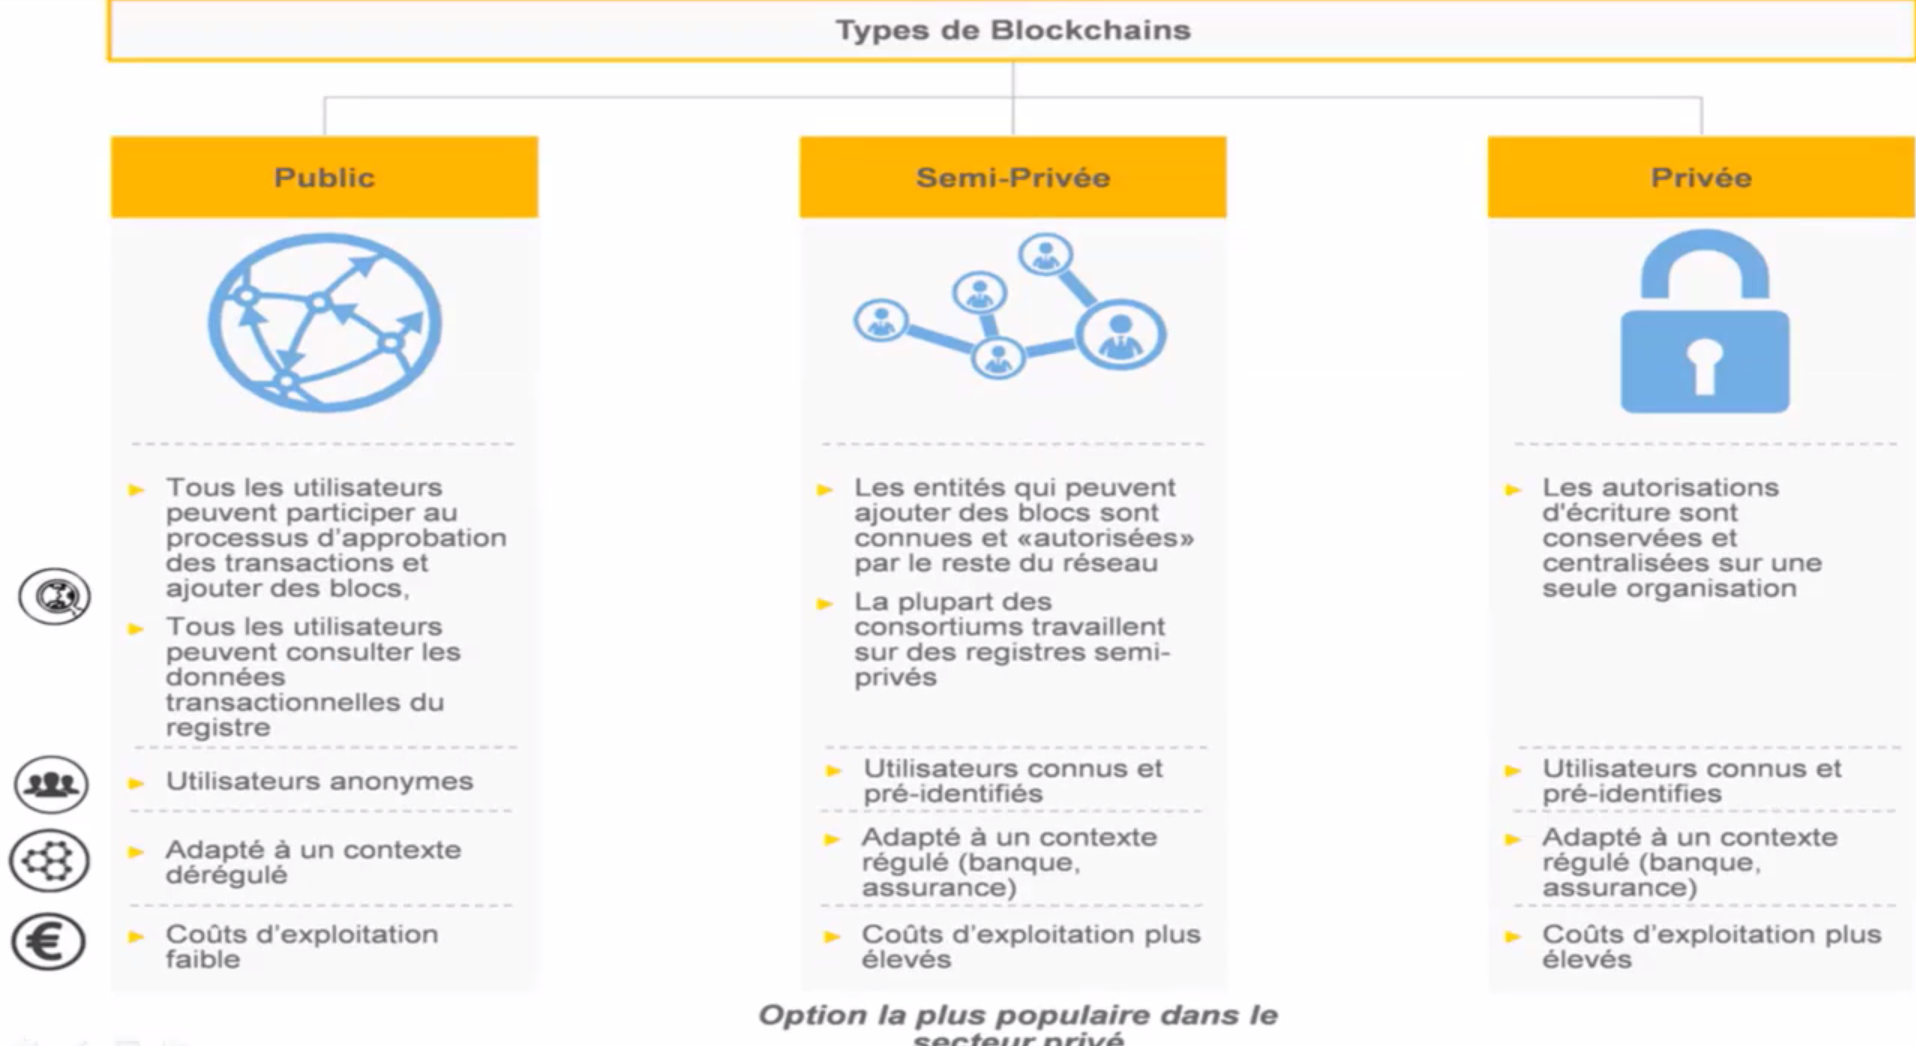 Types de Blockchains
Public
Tous les utilisateurs
peuvent participer au
processus d'approbation
des transactions et
ajouter des blocs,
Tous les utilisateurs
peuvent consulter les
données
transactionnelles du
registre
Utilisateurs anonymes
Adapté à un contexte
dérégulé
Coûts d'exploitation
faible
Semi-Privée
Les entités qui peuvent
ajouter des blocs sont
connues et «autorisées»
par le reste du réseau
La plupart des
consortiums travaillent
sur des registres semi-
privés
Utilisateurs connus et
pré-identifiés
Adapté à un contexte
régulé (banque,
assurance)
Coûts d'exploitation plus
élevés
Option la plus populaire dans le
secteur privé
Privée
Les autorisations
d'écriture sont
conservées et
centralisées sur une
seule organisation
Utilisateurs connus et
pré-identifies
Adapté à un contexte
régulé (banque,
assurance)
Coûts d'exploitation plus
élevés
€